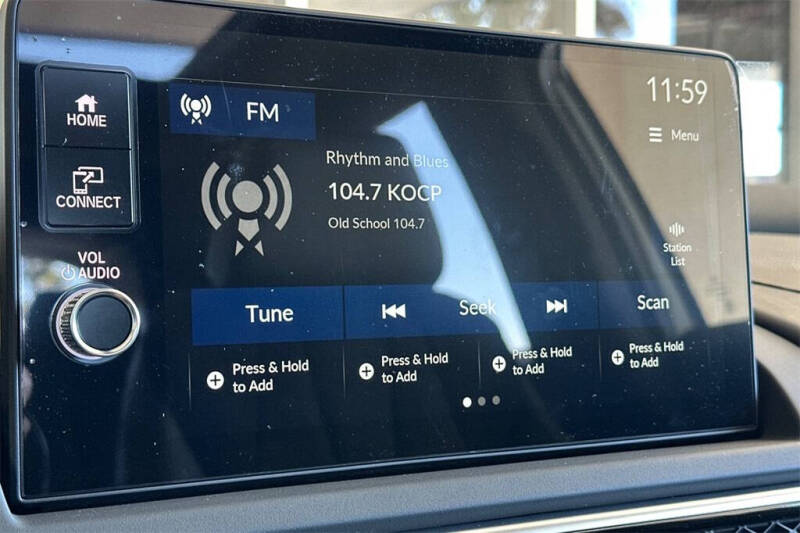 HOME
CONNECT
VOL
AUDIO
FM
11:59
Menu
Rhythm and Blues
104.7 KOCP
Old School 104.7
Station
List
Tune
Seek
Scan
Press & Hold
to Add
Press & Hold
to Add
Press & Hold
to Add
Press & Hold
to Add